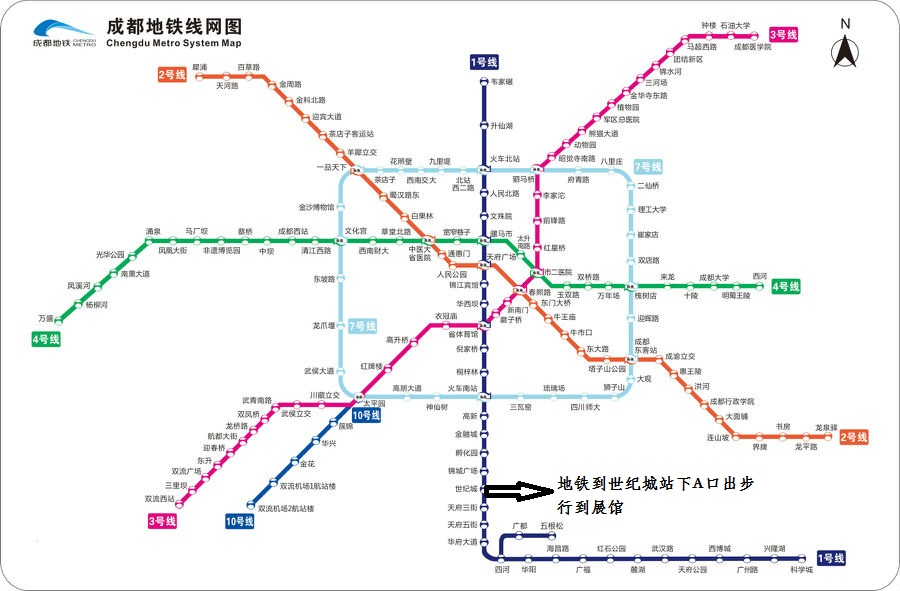 成都地铁
CHENGDU METRO
成都地铁线网图
Chengdu Metro System Map
N
1号线
韦家碾
升仙湖
火车北站
人民北路
文殊院
骡马市
天府广场
锦江宾馆
华西坝
省体育馆
倪家桥
桐梓林
火车南站
高新
金融城
孵化园
锦城广场
世纪城
天府三街
天府五街
华府大道
四河
广都
五根松
华阳
海昌路
广福
红石公园
麓湖
武汉路
天府公园
西博城
广州路
兴隆湖
科学城
1号线
地铁到世纪城站下A口出步
行到展馆
2号线
犀浦
天河路
百草路
金周路
金科北路
迎宾大道
茶店子客运站
羊犀立交
一品天下
蜀汉路东
白果林
中医大
省医院
通惠门
人民公园
春熙路
东门大桥
牛王庙
牛市口
东大路
塔子山公园
成都
东客站
成渝立交
惠王陵
洪河
成都行政学院
大面铺
连山坡
界牌
书房
龙平路
龙泉驿
2号线
3号线
成都医学院
石油大学
钟楼
马超西路
团结新区
锦水河
三河场
金华寺东路
植物园
军区总医院
熊猫大道
动物园
昭觉寺南路
驷马桥
李家沱
前锋路
红星桥
市二医院
新南门
磨子桥
衣冠庙
高升桥
红牌楼
太平园
川藏立交
武侯立交
武青南路
双凤桥
龙桥路
航都大街
迎春桥
东升
双流广场
三里坝
双流西站
3号线
4号线
万盛
杨柳河
凤溪河
南熏大道
光华公园
涌泉
凤凰大街
马厂坝
非遗博览园
蔡桥
中坝
成都西站
清江西路
文化宫
西南财大
草堂北路
宽窄巷子
太升
南路
玉双路
双桥路
万年场
槐树店
来龙
十陵
成都大学
明蜀王陵
西河
4号线
7号线
花照壁
茶店子
西南交大
九里堤
北站
西二路
府青路
八里庄
二仙桥
理工大学
崔家店
双店路
迎晖路
大观
狮子山
四川师大
琉璃场
三瓦窑
神仙树
高朋大道
武侯大道
龙爪堰
东坡路
金沙博物馆
7号线
10号线
簇锦
华兴
金花
双流机场1航站楼
双流机场2航站楼
10号线